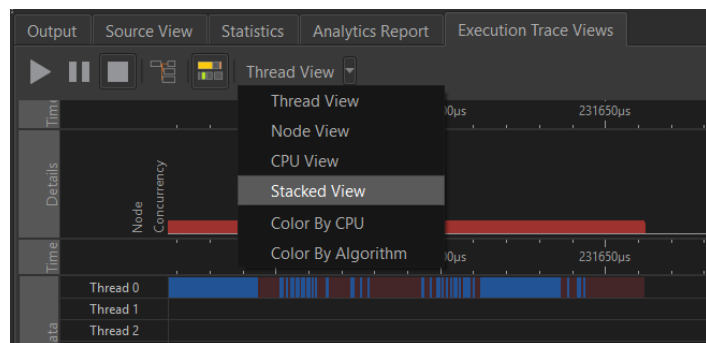 Output Source View Statistics Analytics Report Execution Trace Views
Thread View
Thread View
Node View
CPU View
Stacked View
Color By CPU
Color By Algorithm
231650µs
Details
Node
Concurrency
Time
231650µs
Thread 0
Thread 1
Thread 2